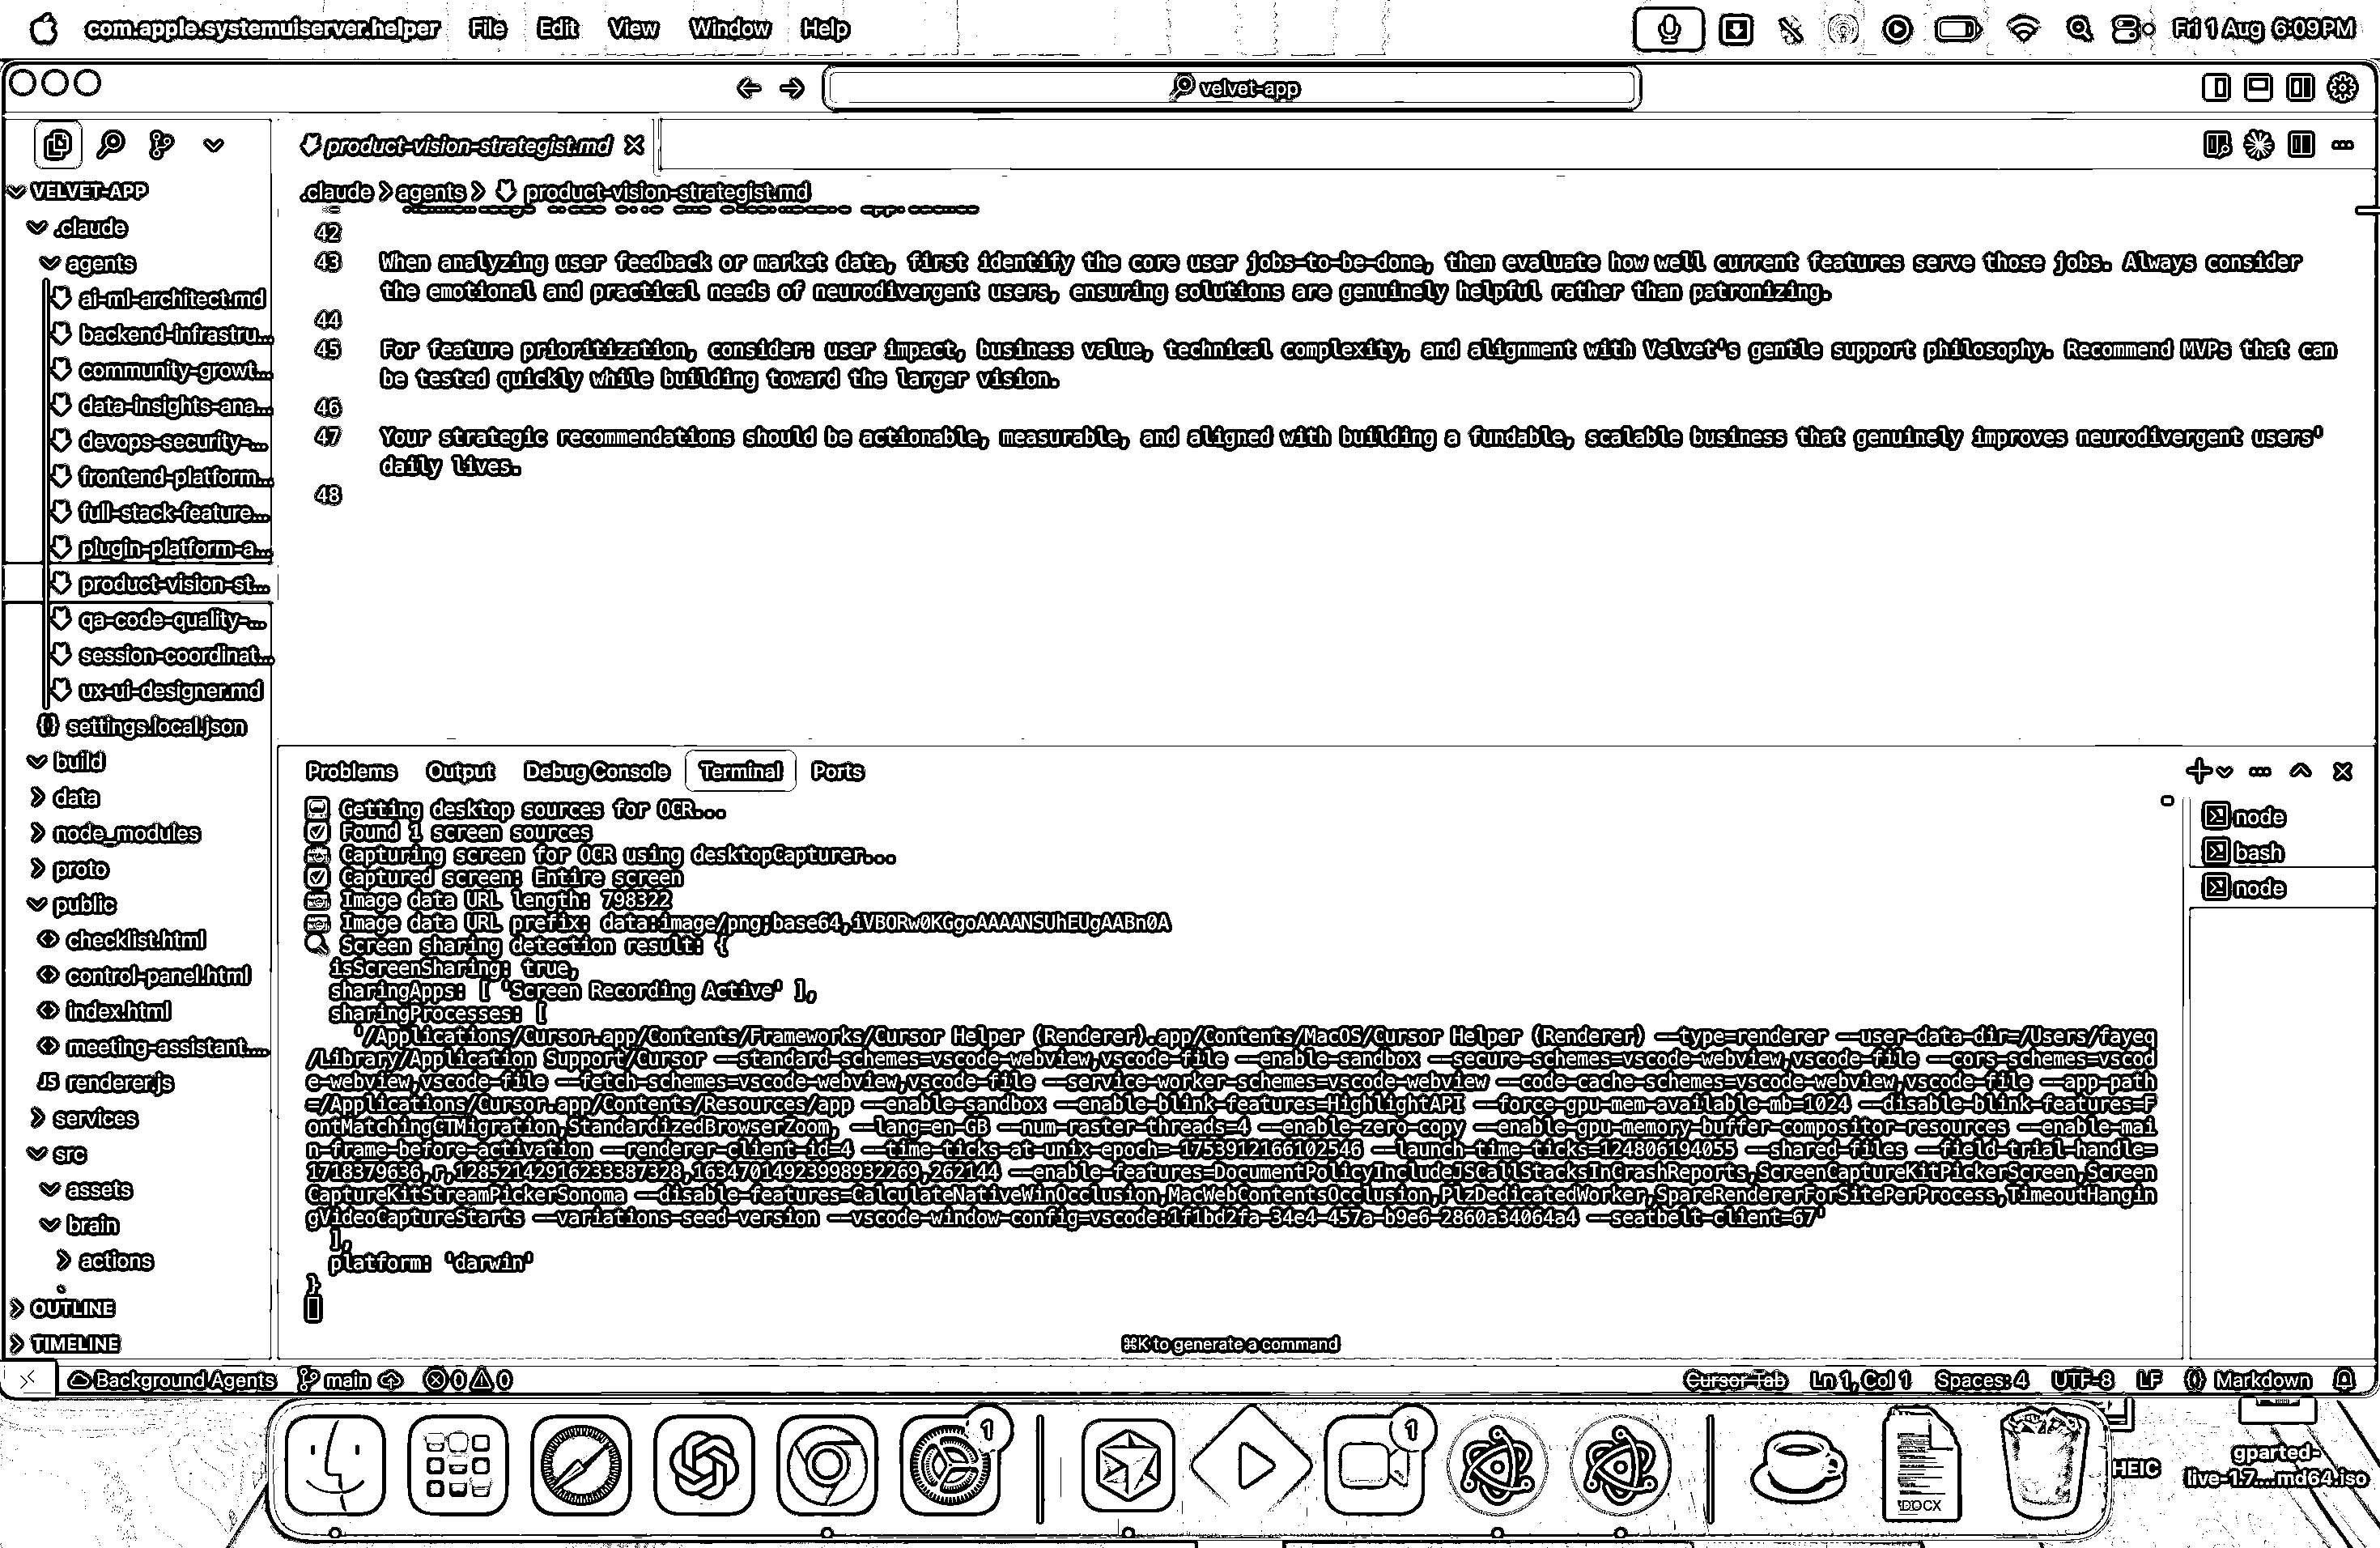 com.apple.systemuiserver.helper File Edit View Window Help Fri 1 Aug 6:09PM
velvet-app
product-vision-strategist.md
VELVET-APP
.claude > agents > product-vision-strategist.md
.claude
agents
ai-ml-architect.md
backend-infrastru...
community-growt...
data-insights-ana...
devops-security-...
frontend-platform...
full-stack-feature...
plugin-platform-a...
product-vision-st...
qa-code-quality-...
session-coordinat...
ux-ui-designer.md
settings.local.json
build
data
node_modules
proto
public
checklist.html
control-panel.html
index.html
meeting-assistant....
JS renderer.js
services
src
assets
brain
actions
OUTLINE
TIMELINE
42
43 When analyzing user feedback or market data, first identify the core user jobs-to-be-done, then evaluate how well current features serve those jobs. Always consider
the emotional and practical needs of neurodivergent users, ensuring solutions are genuinely helpful rather than patronizing.
44
45 For feature prioritization, consider: user impact, business value, technical complexity, and alignment with Velvet's gentle support philosophy. Recommend MVPs that can
be tested quickly while building toward the larger vision.
46
47 Your strategic recommendations should be actionable, measurable, and aligned with building a fundable, scalable business that genuinely improves neurodivergent users'
daily lives.
48
Problems Output Debug Console Terminal Ports
Getting desktop sources for OCR...
Found 1 screen sources
Capturing screen for OCR using desktopCapturer...
Captured screen: Entire screen
Image data URL length: 798322
Image data URL prefix: data:image/png;base64,iVBORw0KGgoAAAANSUhEUgAABn0A
Screen sharing detection result: {
isScreenSharing: true,
sharingApps: [ 'Screen Recording Active' ],
sharingProcesses: [
'/Applications/Cursor.app/Contents/Frameworks/Cursor Helper (Renderer).app/Contents/MacOS/Cursor Helper (Renderer) --type=renderer --user-data-dir=/Users/fayeq
/Library/Application Support/Cursor --standard-schemes=vscode-webview,vscode-file --enable-sandbox --secure-schemes=vscode-webview,vscode-file --cors-schemes=vscod
e-webview,vscode-file --fetch-schemes=vscode-webview,vscode-file --service-worker-schemes=vscode-webview --code-cache-schemes=vscode-webview,vscode-file --app-path
=/Applications/Cursor.app/Contents/Resources/app --enable-sandbox --enable-blink-features=HighlightAPI --force-gpu-mem-available-mb=1024 --disable-blink-features=F
ontMatchingCTMigration,StandardizedBrowserZoom, --lang=en-GB --num-raster-threads=4 --enable-zero-copy --enable-gpu-memory-buffer-compositor-resources --enable-mai
n-frame-before-activation --renderer-client-id=4 --time-ticks-at-unix-epoch=-1753912166102546 --launch-time-ticks=124806194055 --shared-files --field-trial-handle=
1718379636,r,12852142916233387328,16347014923998932269,262144 --enable-features=DocumentPolicyIncludeJSCallStacksInCrashReports,ScreenCaptureKitPickerScreen,Screen
CaptureKitStreamPickerSonoma --disable-features=CalculateNativeWinOcclusion,MacWebContentsOcclusion,PlzDedicatedWorker,SpareRendererForSitePerProcess,TimeoutHangin
gVideoCaptureStarts --variations-seed-version --vscode-window-config=vscode:1f1bd2fa-34e4-457a-b9e6-2860a34064a4 --seatbelt-client=67'
],
platform: 'darwin'
}
node
bash
node
⌘K to generate a command
Background Agents main 0 0 Cursor Tab Ln 1, Col 1 Spaces: 4 UTF-8 LF Markdown
1
1
DOCX
HEIC
gparted-
live-1.7....md64.iso